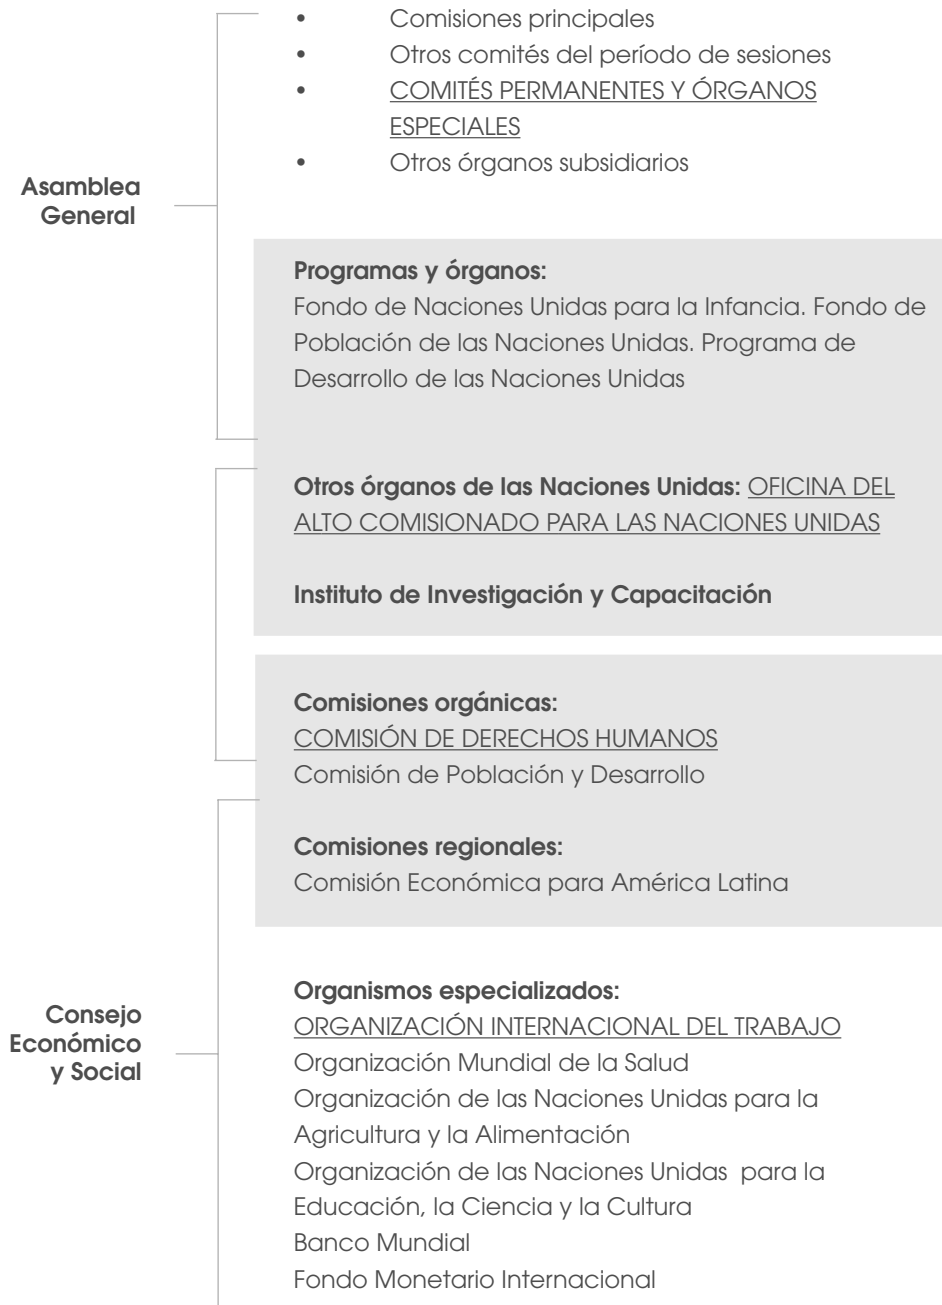 • Comisiones principales
• Otros comités del período de sesiones
• COMITÉS PERMANENTES Y ÓRGANOS
ESPECIALES
• Otros órganos subsidiarios
Asamblea
General
Programas y órganos:
Fondo de Naciones Unidas para la Infancia. Fondo de
Población de las Naciones Unidas. Programa de
Desarrollo de las Naciones Unidas
Otros órganos de las Naciones Unidas: OFICINA DEL
ALTO COMISIONADO PARA LAS NACIONES UNIDAS
Instituto de Investigación y Capacitación
Comisiones orgánicas:
COMISIÓN DE DERECHOS HUMANOS
Comisión de Población y Desarrollo
Comisiones regionales:
Comisión Económica para América Latina
Consejo
Económico
y Social
Organismos especializados:
ORGANIZACIÓN INTERNACIONAL DEL TRABAJO
Organización Mundial de la Salud
Organización de las Naciones Unidas para la
Agricultura y la Alimentación
Organización de las Naciones Unidas para la
Educación, la Ciencia y la Cultura
Banco Mundial
Fondo Monetario Internacional